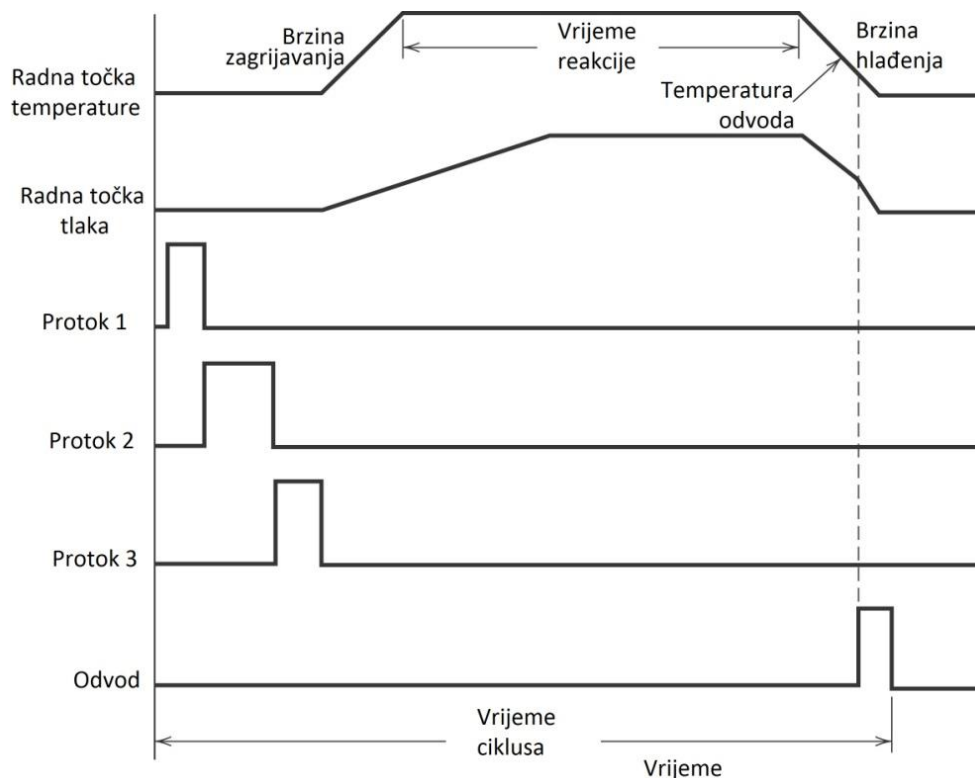 Brzina
zagrijavanja
Vrijeme
reakcije
Brzina
hlađenja
Radna točka
temperature
Temperatura
odvoda
Radna točka
tlaka
Protok 1
Protok 2
Protok 3
Odvod
Vrijeme
ciklusa
Vrijeme